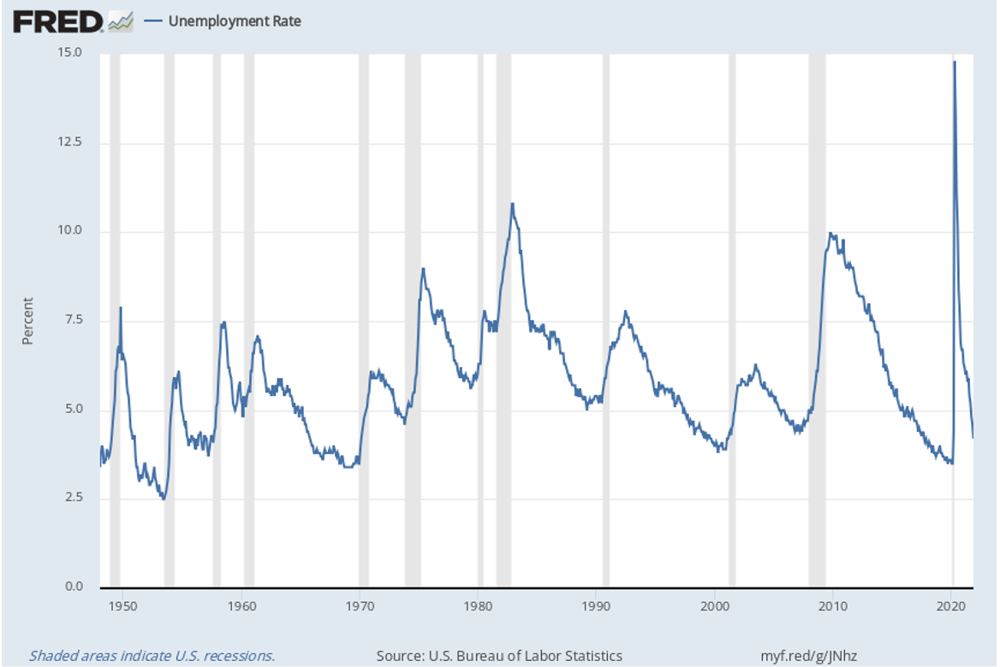 FRED
Unemployment Rate
15.0
12.5
10.0
7.5
5.0
2.5
0.0
Percent
1950 1960 1970 1980 1990 2000 2010 2020
Shaded areas indicate U.S. recessions. Source: U.S. Bureau of Labor Statistics myf.red/g/JNhz